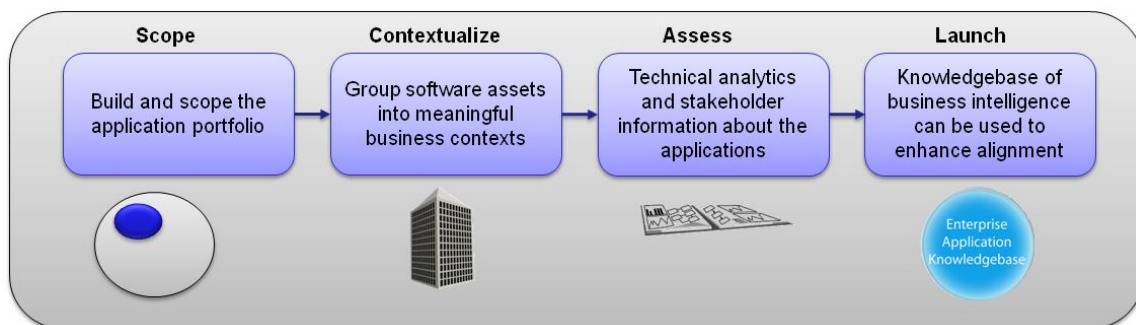 Scope
Build and scope the
application portfolio
Contextualize
Group software assets
into meaningful
business contexts
Assess
Technical analytics
and stakeholder
information about the
applications
Launch
Knowledgebase of
business intelligence
can be used to
enhance alignment
Enterprise
Application
Knowledgebase